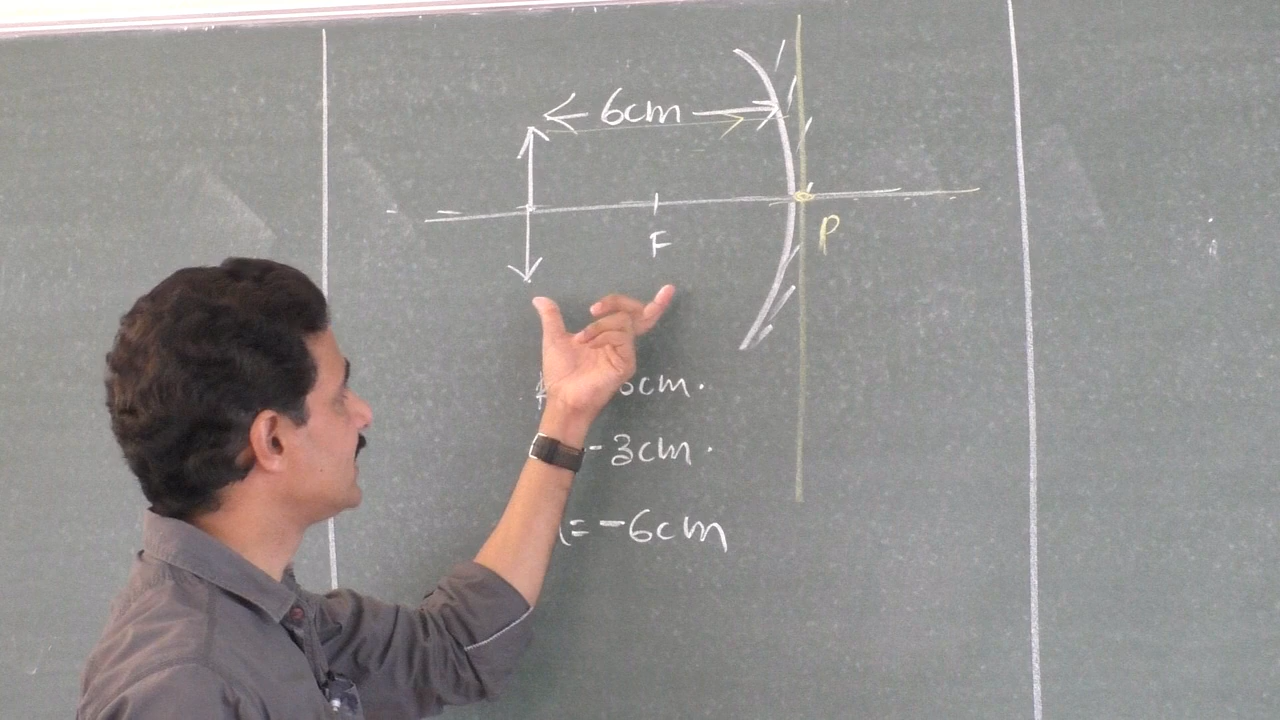 6cm
F
P
cm.
-3cm.
= -6cm